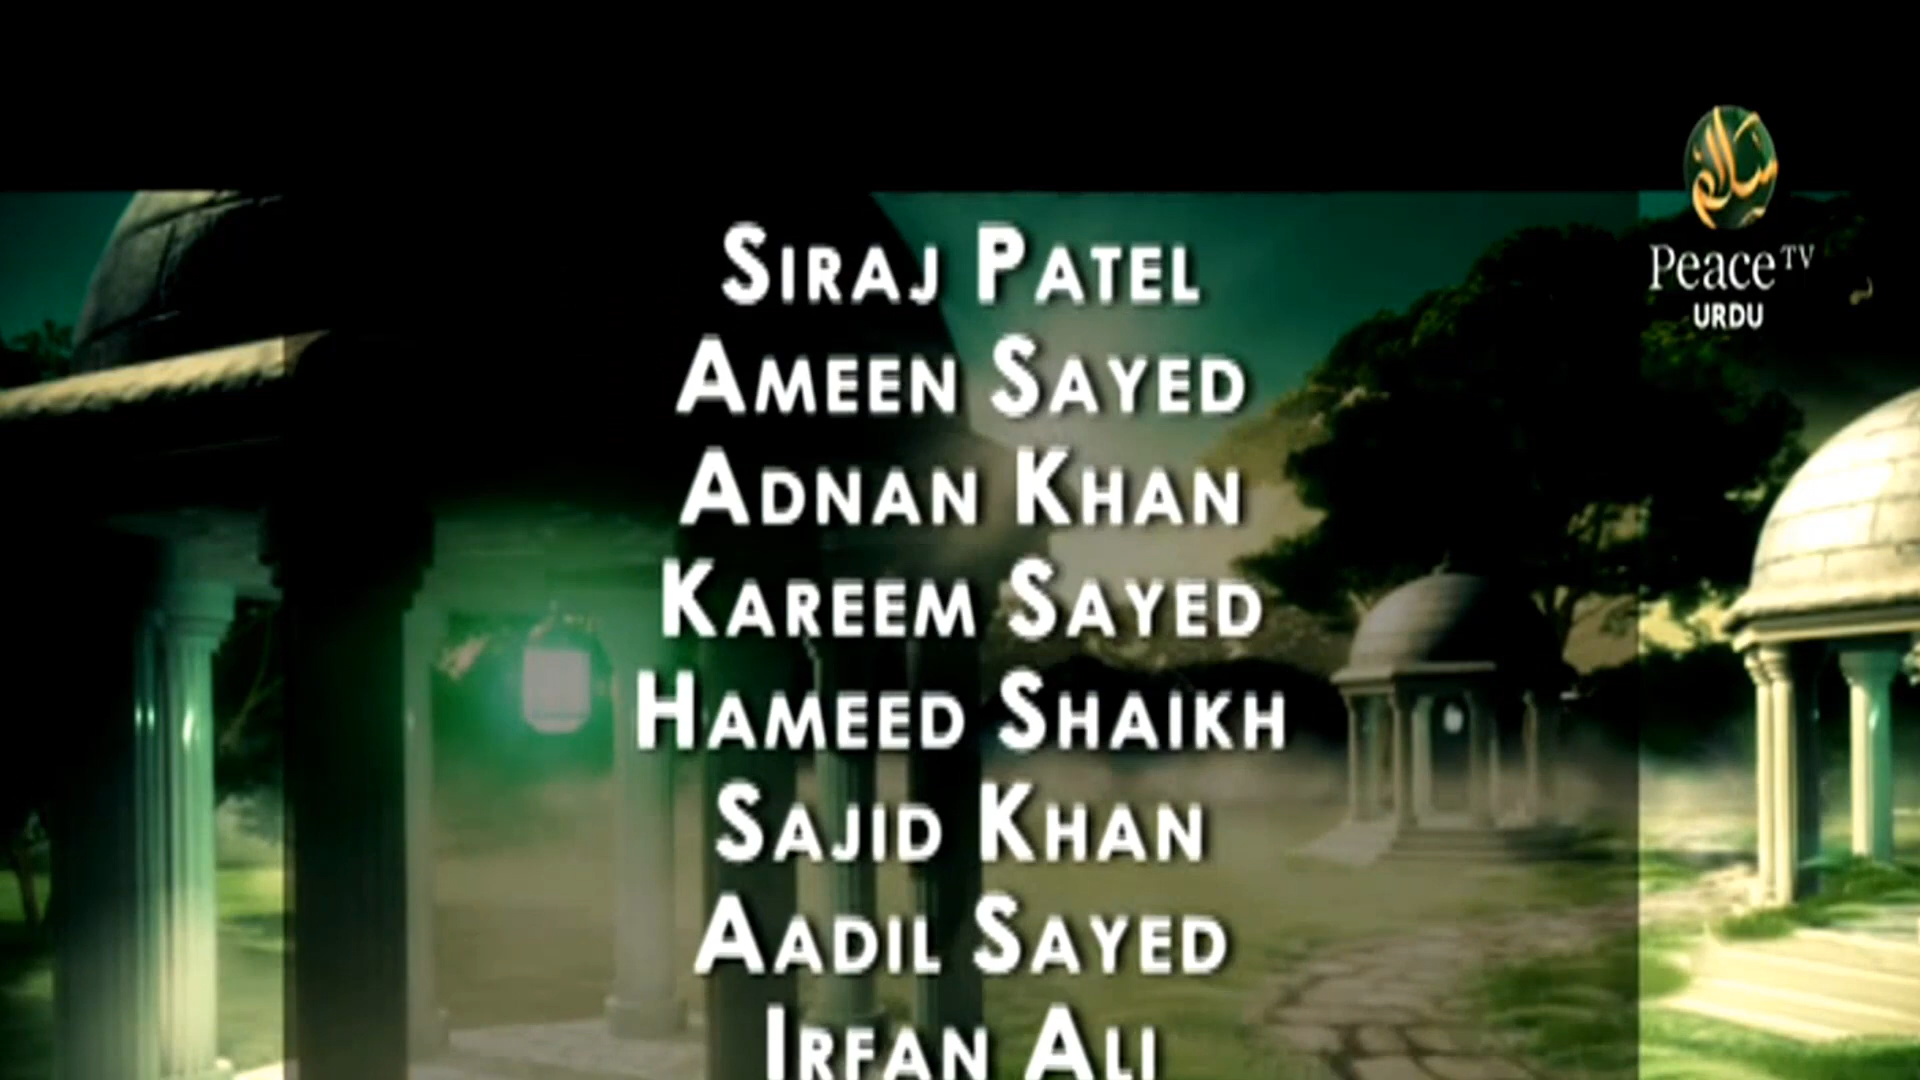 سلام
Peace TV
URDU
SIRAJ PATEL
AMEEN SAYED
ADNAN KHAN
KAREEM SAYED
HAMEED SHAIKH
SAJID KHAN
AADIL SAYED
IRFAN ALI